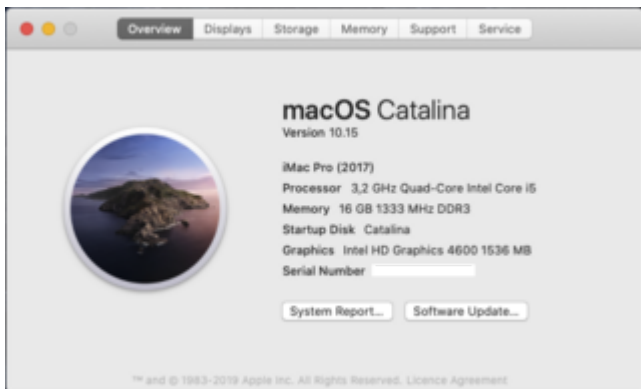 Overview Displays Storage Memory Support Service
macOS Catalina
Version 10.15
iMac Pro (2017)
Processor 3,2 GHz Quad-Core Intel Core i5
Memory 16 GB 1333 MHz DDR3
Startup Disk Catalina
Graphics Intel HD Graphics 4600 1536 MB
Serial Number
System Report... Software Update...
™ and © 1983-2019 Apple Inc. All Rights Reserved. Licence Agreement